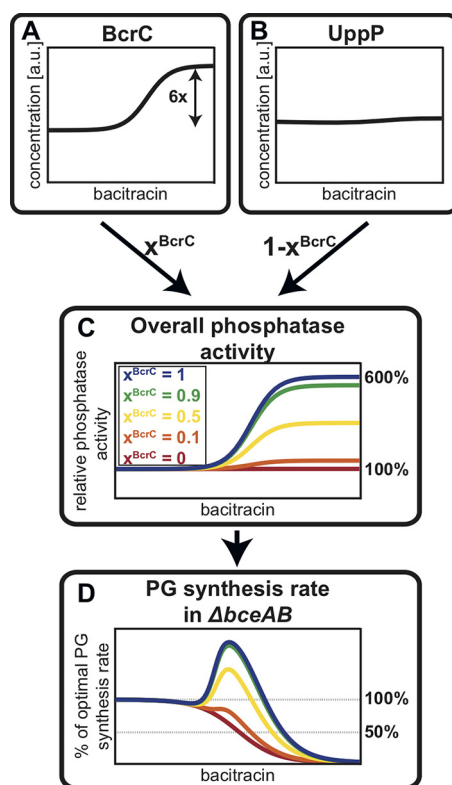 A
BcrC
concentration [a.u.]
6x
bacitracin
B
UppP
concentration [a.u.]
bacitracin
x^BcrC
1-x^BcrC
C
Overall phosphatase
activity
relative phosphatase
activity
x^BcrC = 1
x^BcrC = 0.9
x^BcrC = 0.5
x^BcrC = 0.1
x^BcrC = 0
600%
100%
bacitracin
D
PG synthesis rate
in ΔbceAB
% of optimal PG
synthesis rate
100%
50%
bacitracin